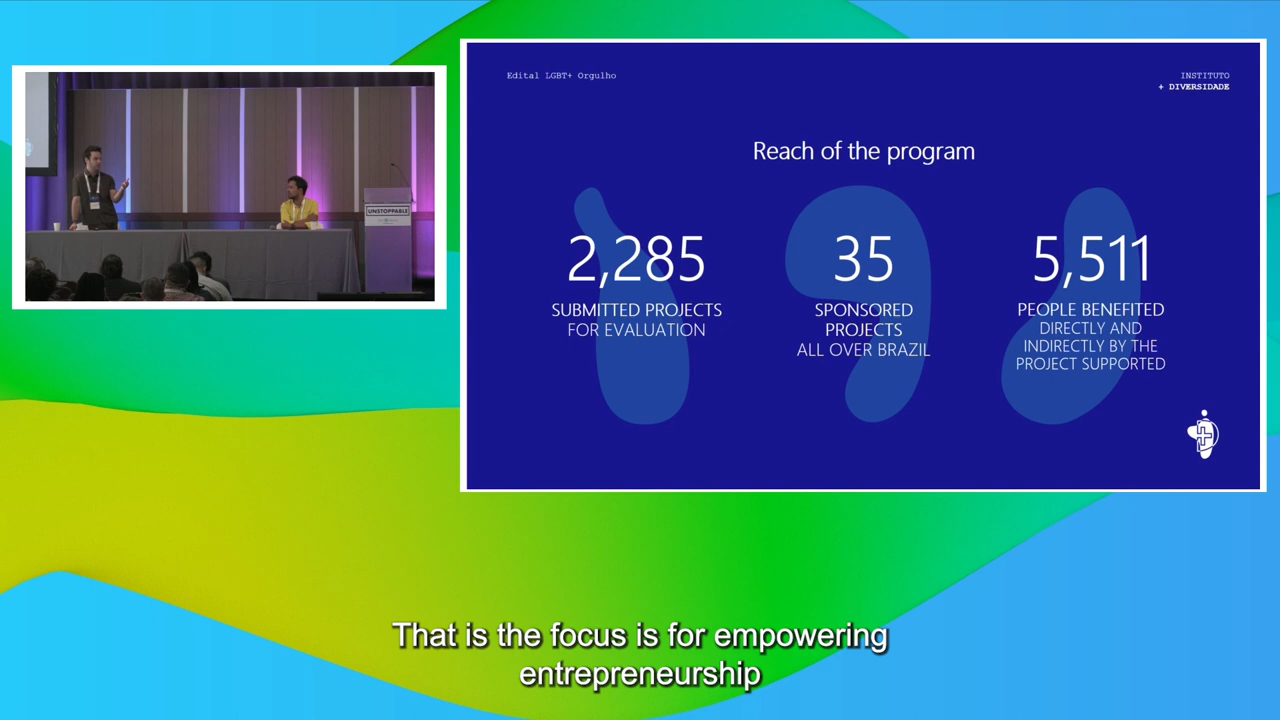 Edital LGBT+ Orgulho
INSTITUTO
+ DIVERSIDADE
Reach of the program
2,285
SUBMITTED PROJECTS
FOR EVALUATION
35
SPONSORED
PROJECTS
ALL OVER BRAZIL
5,511
PEOPLE BENEFITED
DIRECTLY AND
INDIRECTLY BY THE
PROJECT SUPPORTED
UNSTOPPABLE
That is the focus is for empowering
entrepreneurship